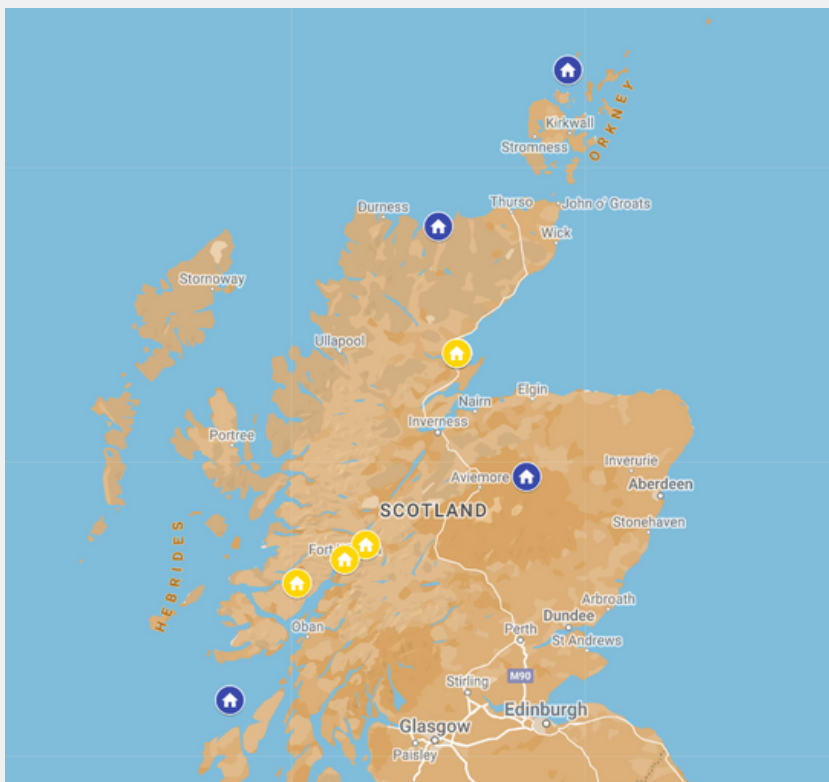 ORKNEY
Kirkwall
Stromness
Durness
Thurso
John o' Groats
Wick
Stornoway
Ullapool
Elgin
Nairn
Portree
Inverness
Inverurie
Aviemore
Aberdeen
SCOTLAND
Stonehaven
HEBRIDES
Fort
Arbroath
Oban
Dundee
Perth
St Andrews
M90
Stirling
Edinburgh
Glasgow
Paisley